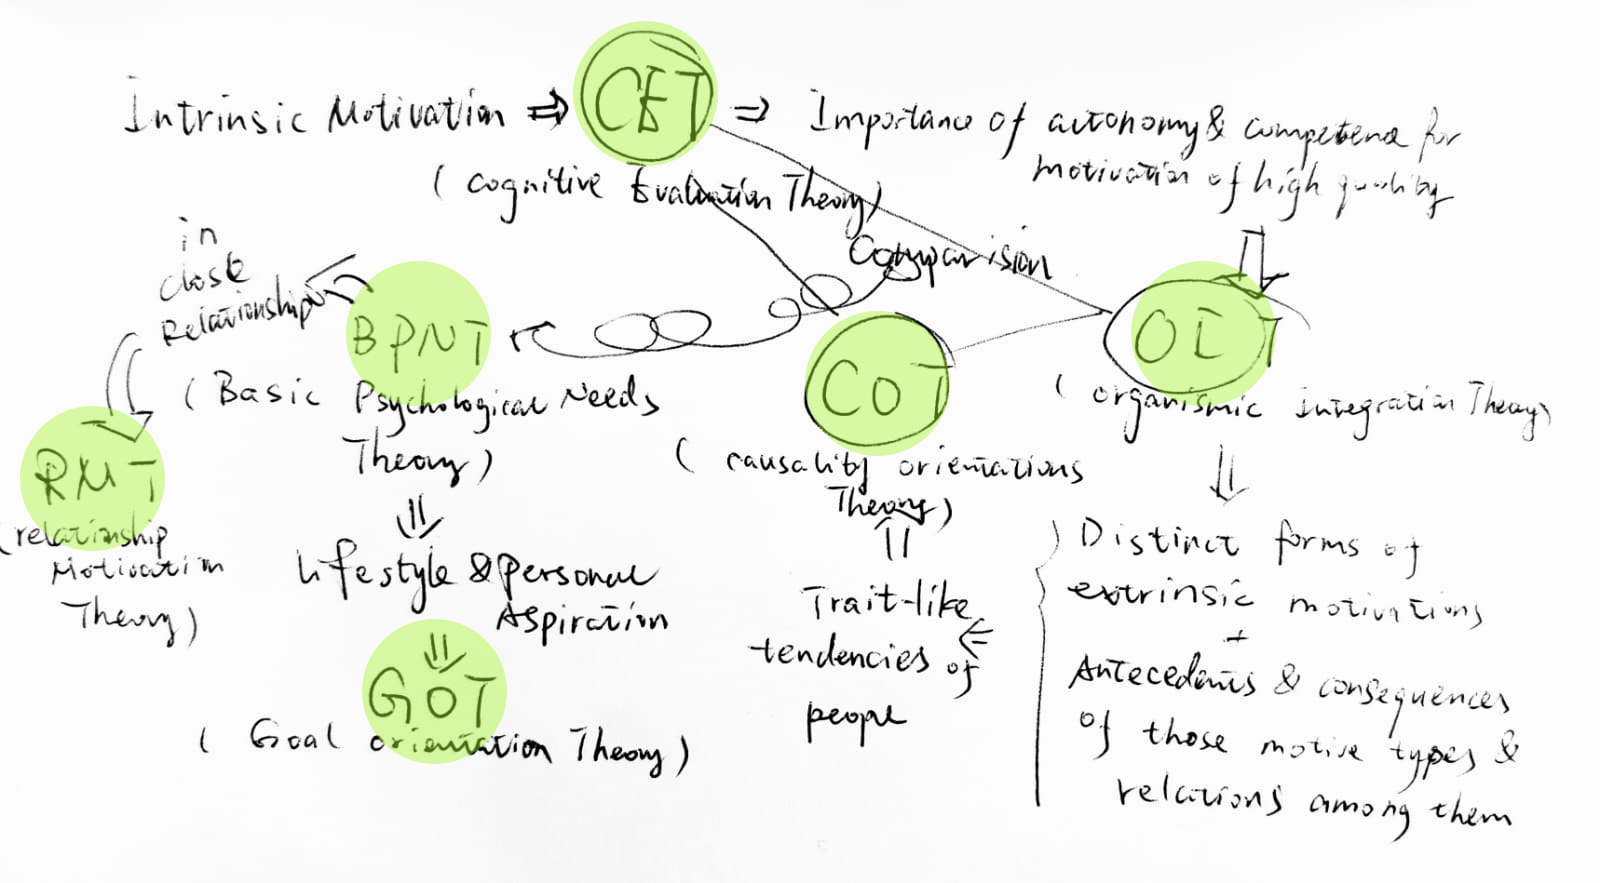 Intrinsic Motivation ⇒ CET ⇒ Importance of autonomy & competence for
motivation of high quality
(cognitive Evaluation Theory)
Comparision
in
close
Relationship
BPNT
(Basic Psychological Needs
Theory)
RMT
(relationship
Motivation
Theory)
Lifestyle & personal
Aspiration
GOT
(Goal orientation Theory)
COT
(causality orientations
Theory)
Trait-like
tendencies of
people
OIT
(organismic integration Theory)
Distinct forms of
extrinsic motivations
+
Antecedents & consequences
of those motive types &
relations among them